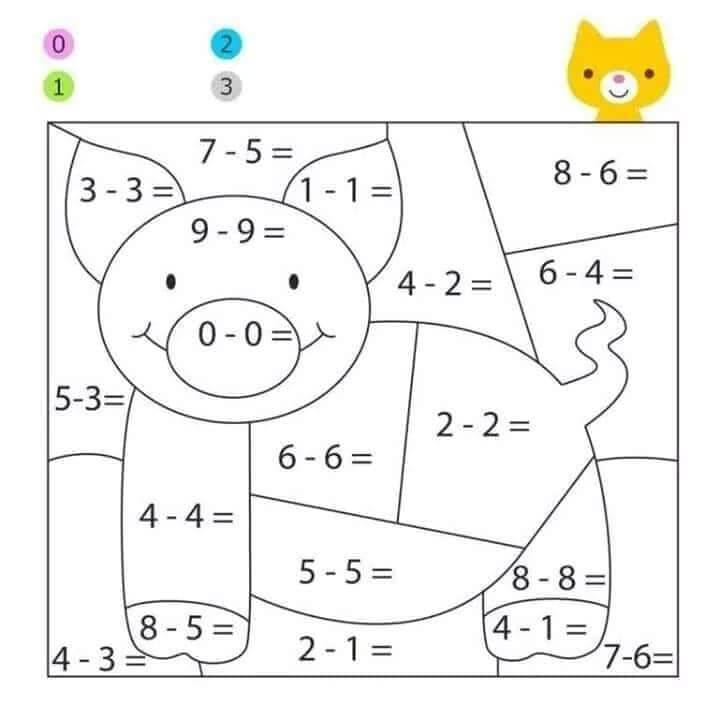 0 2
1 3
7 - 5 =
3 - 3 = 1 - 1 = 8 - 6 =
9 - 9 =
4 - 2 = 6 - 4 =
0 - 0 =
5-3=
6 - 6 = 2 - 2 =
4 - 4 =
5 - 5 = 8 - 8 =
8 - 5 = 4 - 1 =
4 - 3 = 2 - 1 = 7-6=